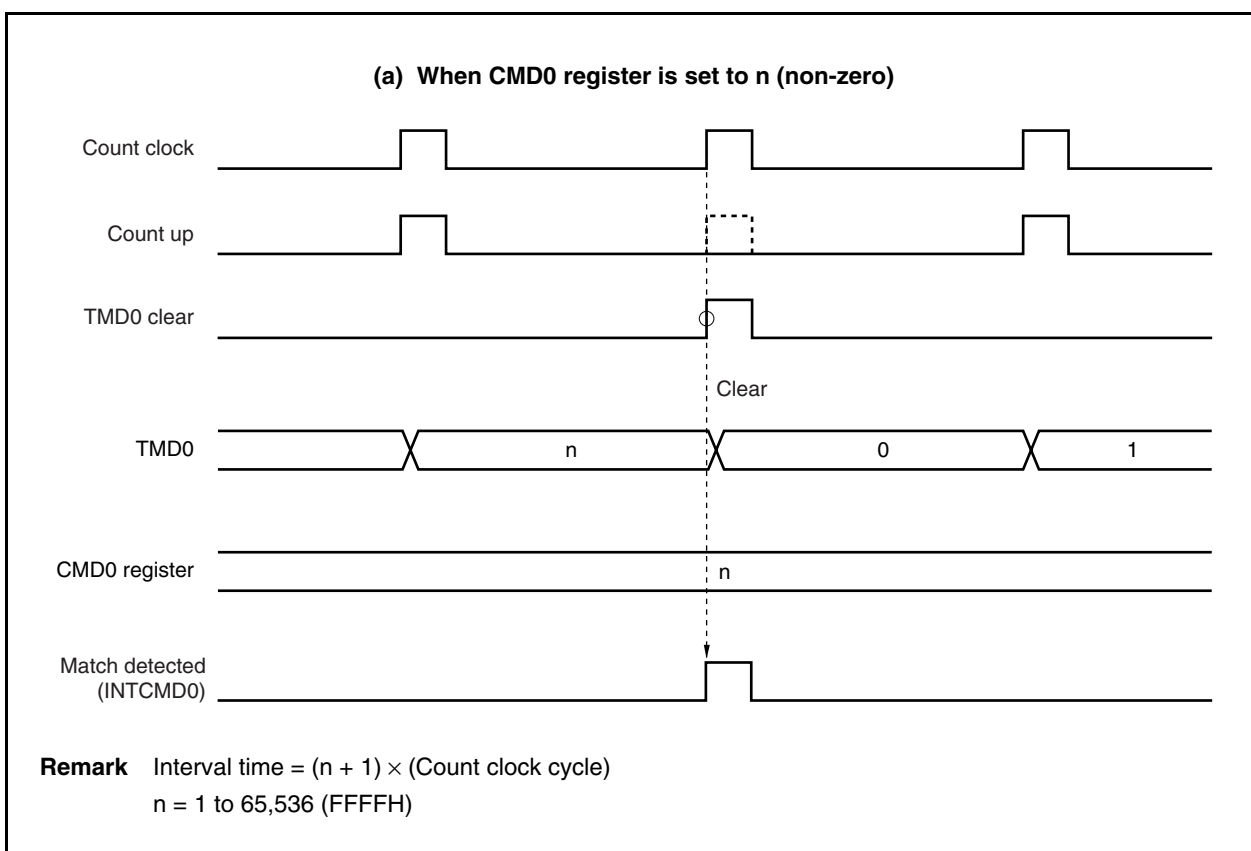 (a) When CMD0 register is set to n (non-zero)
Count clock
Count up
TMD0 clear
Clear
TMD0
n
0
1
CMD0 register
n
Match detected
(INTCMD0)
Remark Interval time = (n + 1) × (Count clock cycle)
n = 1 to 65,536 (FFFFH)